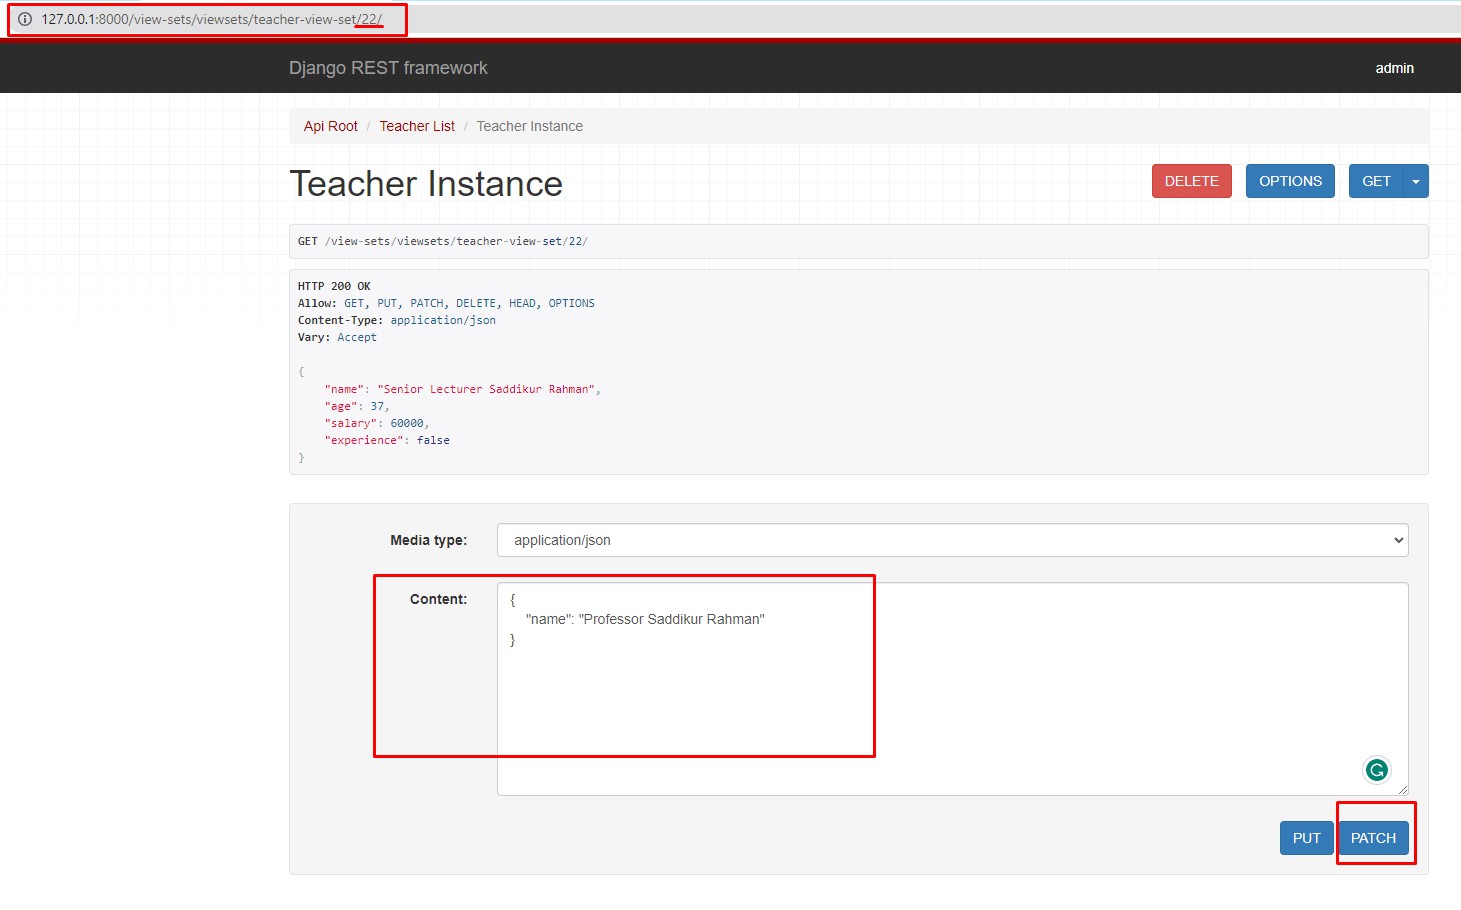 127.0.0.1:8000/view-sets/viewsets/teacher-view-set/22/
Django REST framework
admin
Api Root / Teacher List / Teacher Instance
Teacher Instance
DELETE
OPTIONS
GET
GET /view-sets/viewsets/teacher-view-set/22/
HTTP 200 OK
Allow: GET, PUT, PATCH, DELETE, HEAD, OPTIONS
Content-Type: application/json
Vary: Accept
{
    "name": "Senior Lecturer Saddikur Rahman",
    "age": 37,
    "salary": 60000,
    "experience": false
}
Media type:
application/json
Content:
{
    "name": "Professor Saddikur Rahman"
}
PUT
PATCH